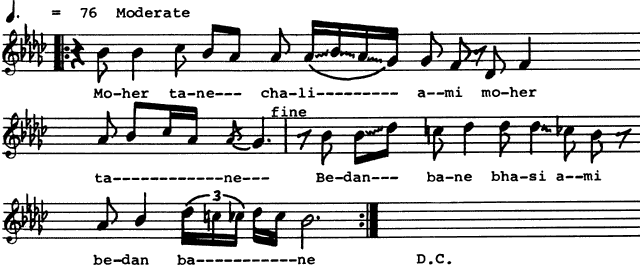 = 76 Moderate
Mo-her ta-ne--- cha-li--------- a--mi mo-her
fine
ta------------ne--- Be-dan--- ba-ne bha-si a--mi
3
be-dan ba-----------ne D.C.